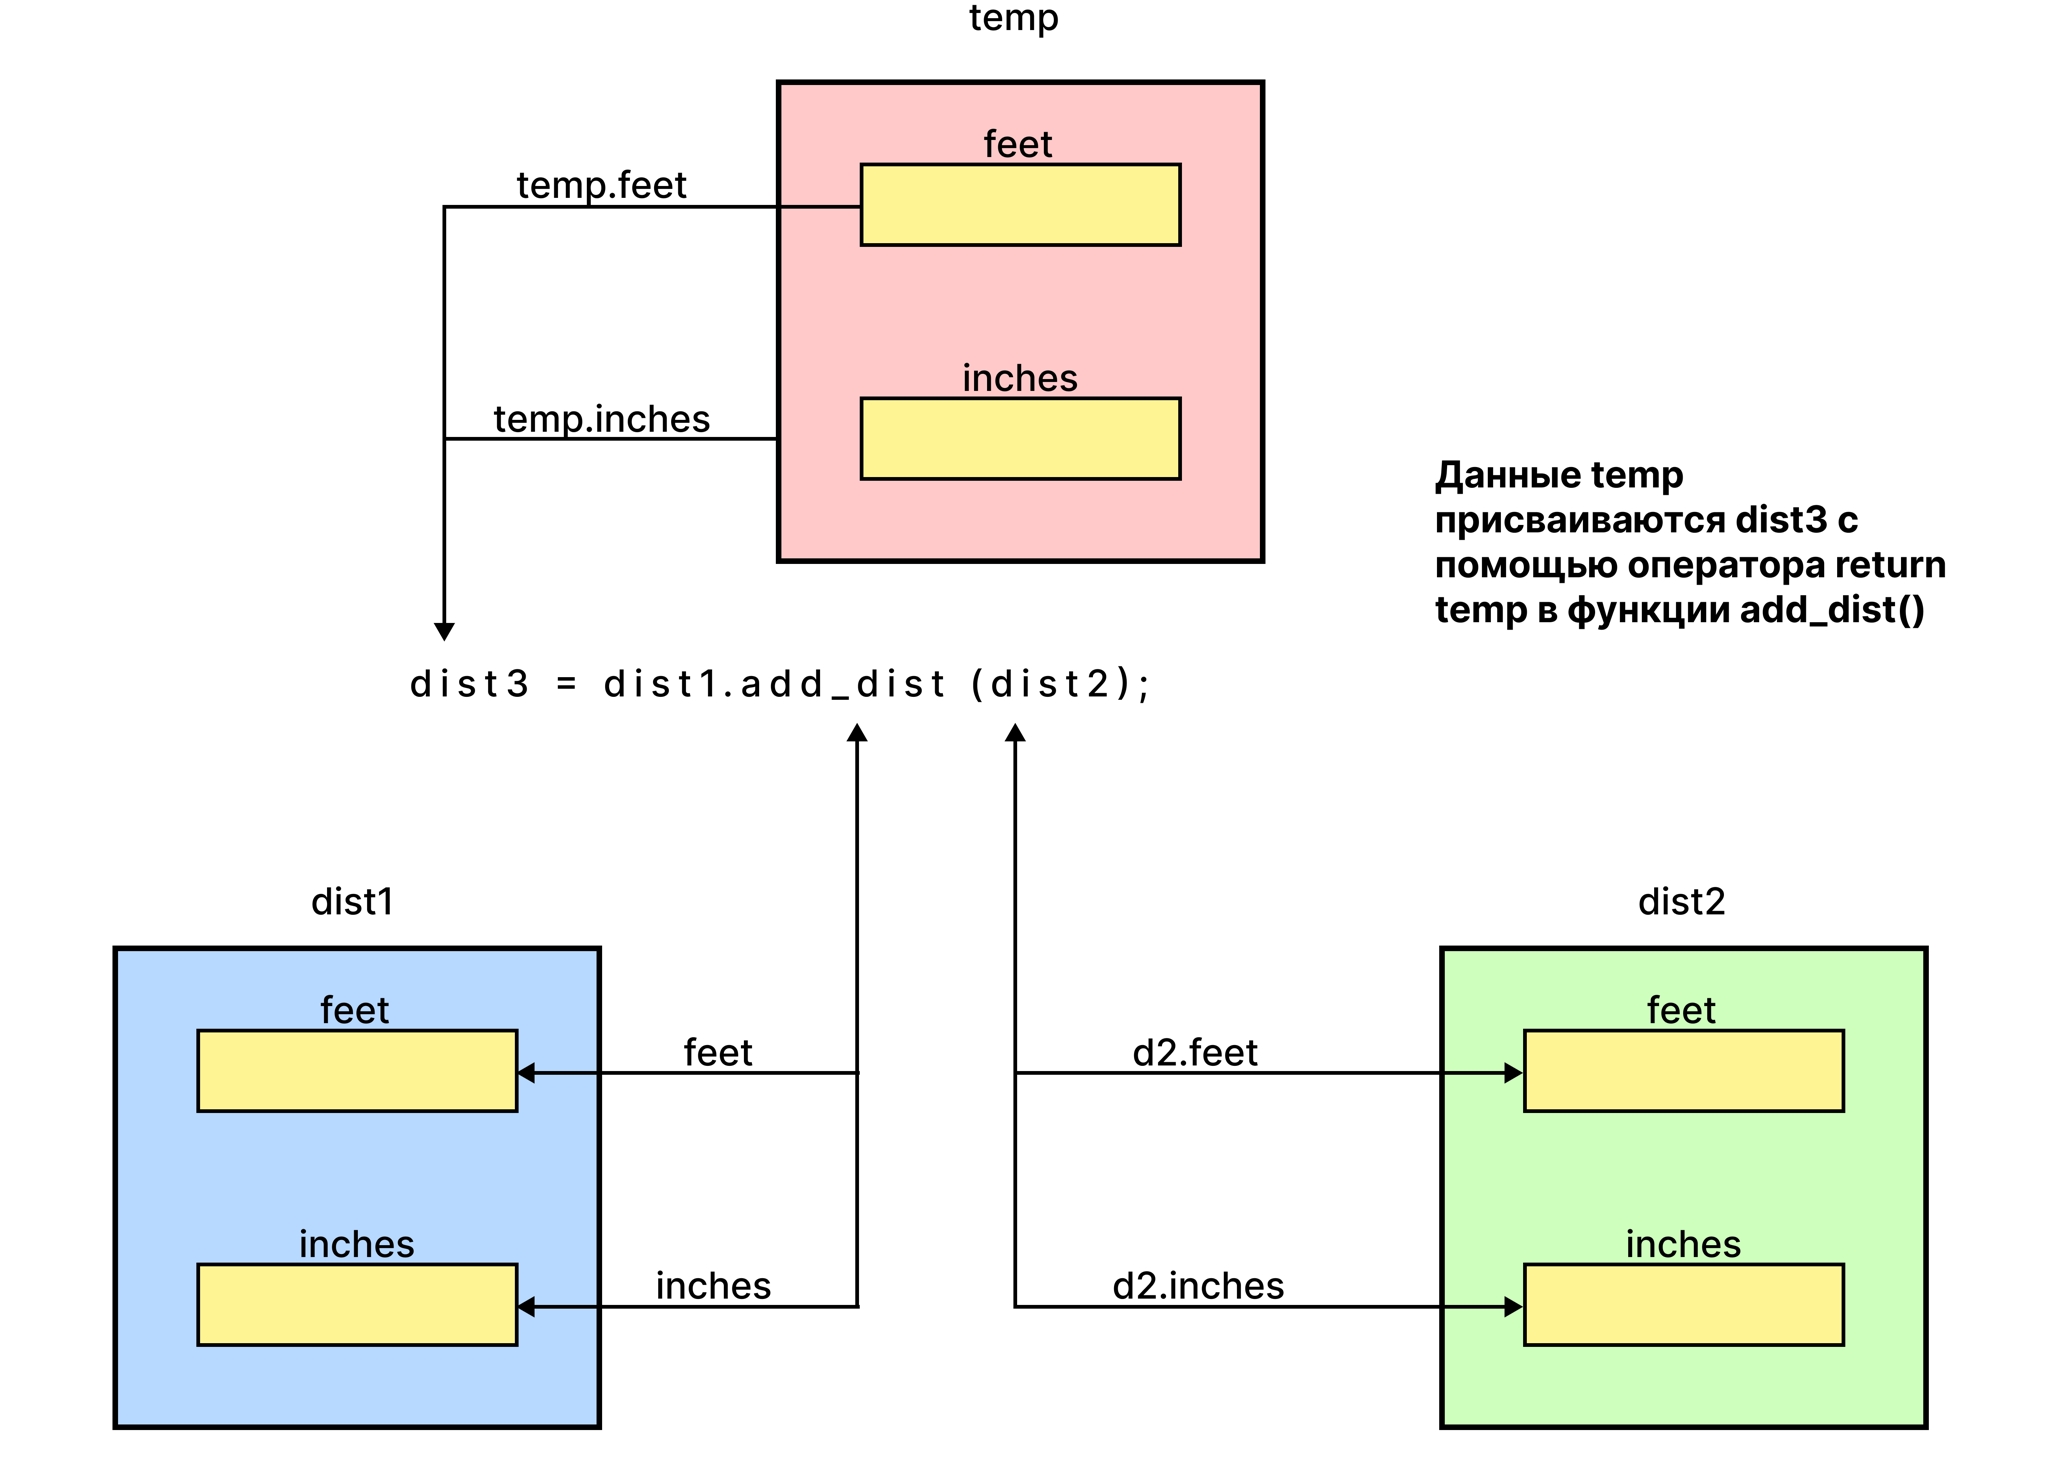 temp
feet
temp.feet
inches
temp.inches
Данные temp
присваиваются dist3 с
помощью оператора return
temp в функции add_dist()
dist3 = dist1.add_dist (dist2);
dist1
dist2
feet
feet
feet
d2.feet
inches
inches
inches
d2.inches